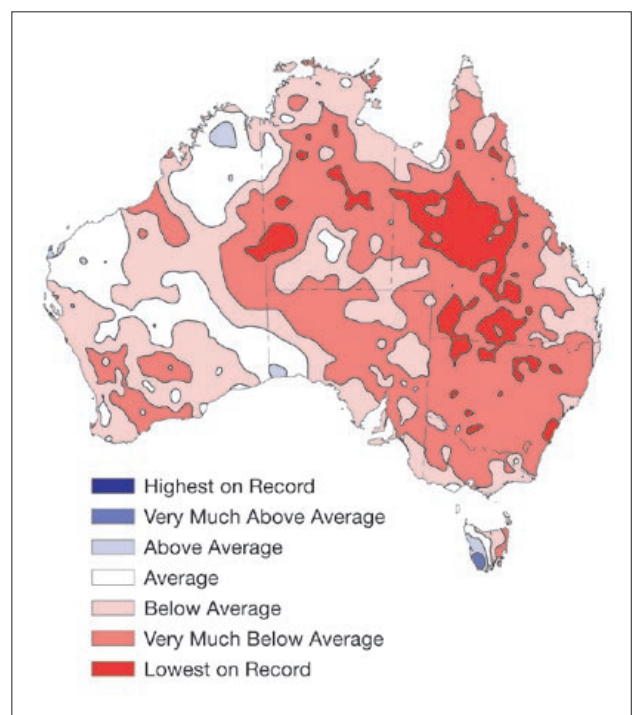 Highest on Record
Very Much Above Average
Above Average
Average
Below Average
Very Much Below Average
Lowest on Record